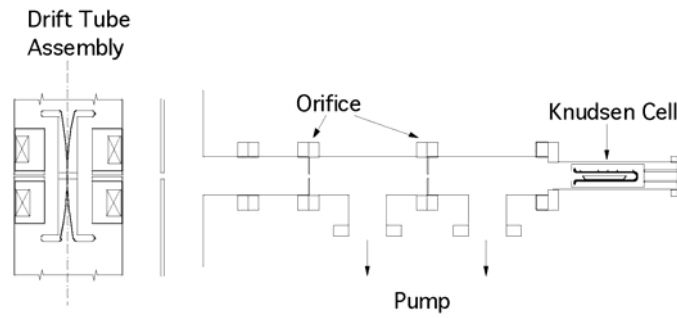 Drift Tube
Assembly
Orifice
Knudsen Cell
Pump